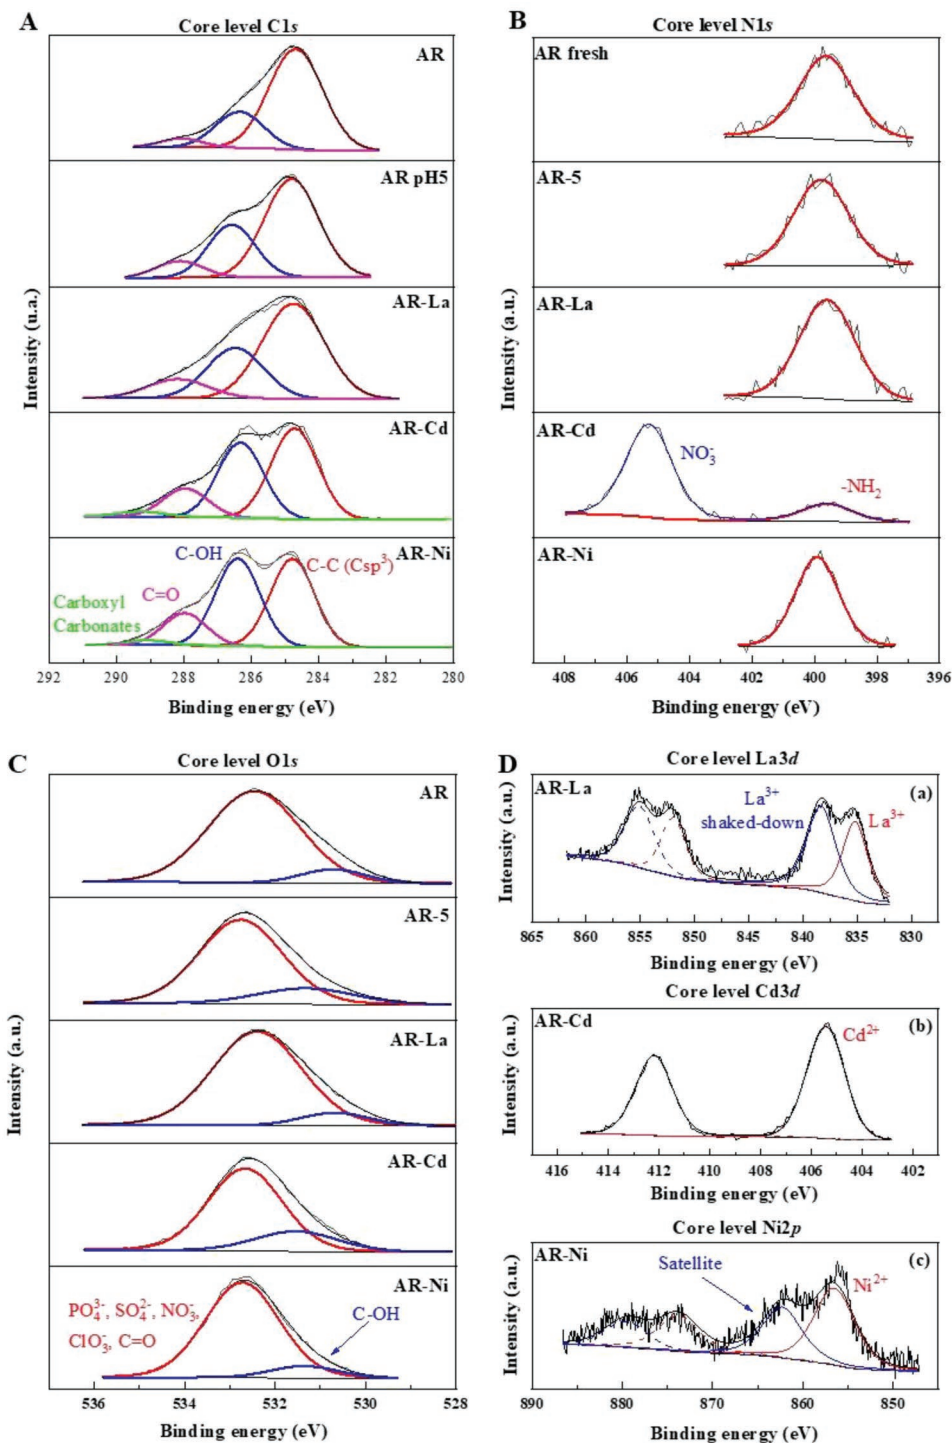 A
Core level C1s
AR
AR pH5
AR-La
AR-Cd
AR-Ni
C-OH
C-C (Csp³)
C=O
Carboxyl
Carbonates
Intensity (u.a.)
292 290 288 286 284 282 280
Binding energy (eV)
B
Core level N1s
AR fresh
AR-5
AR-La
AR-Cd
NO₃⁻
-NH₂
AR-Ni
Intensity (a.u.)
408 406 404 402 400 398 396
Binding energy (eV)
C
Core level O1s
AR
AR-5
AR-La
AR-Cd
AR-Ni
PO₄³⁻, SO₄²⁻, NO₃⁻,
ClO₃⁻, C=O
C-OH
Intensity (a.u.)
536 534 532 530 528
Binding energy (eV)
D
Core level La3d
AR-La
(a)
La³⁺
shaked-down
La³⁺
Intensity (a.u.)
865 860 855 850 845 840 835 830
Binding energy (eV)
Core level Cd3d
AR-Cd
(b)
Cd²⁺
Intensity (a.u.)
416 414 412 410 408 406 404 402
Binding energy (eV)
Core level Ni2p
AR-Ni
(c)
Satellite
Ni²⁺
Intensity (a.u.)
890 880 870 860 850
Binding energy (eV)